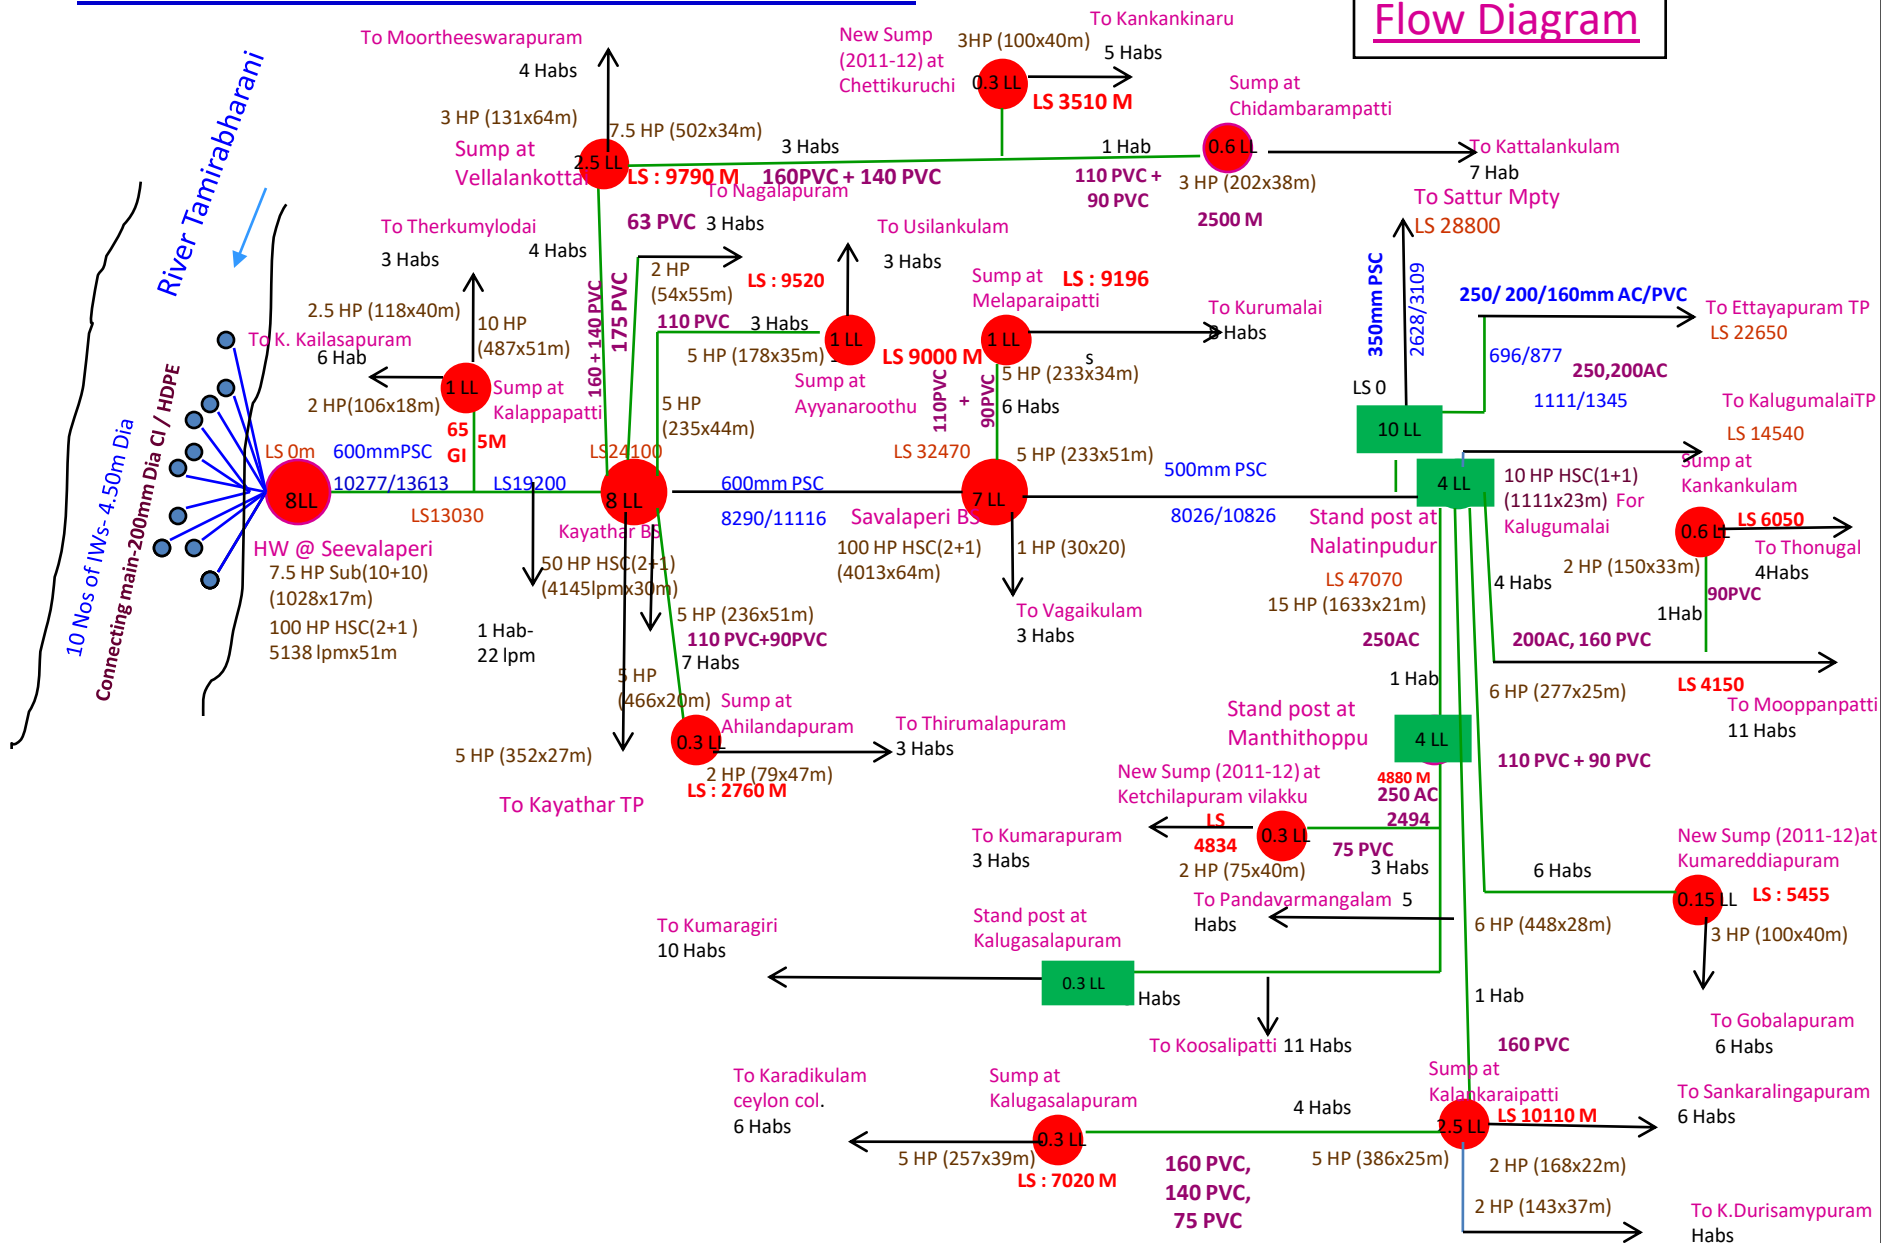 Flow Diagram
To Moortheeswarapuram
4 Habs
3 HP (131x64m)
7.5 HP (502x34m)
Sump at
Vellalankottai
2.5 LL
LS : 9790 M
3 Habs
160PVC + 140 PVC
New Sump
(2011-12) at
Chettikuruchi
3HP (100x40m)
0.3 LL
LS 3510 M
To Kankankinaru
5 Habs
1 Hab
110 PVC +
90 PVC
Sump at
Chidambarampatti
0.6 LL
3 HP (202x38m)
2500 M
To Kattalankulam
7 Hab
To Sattur Mpty
LS 28800
350mm PSC
2628/3109
LS 0
10 LL
250/ 200/160mm AC/PVC
To Ettayapuram TP
LS 22650
696/877
250,200AC
1111/1345
To KalugumalaiTP
LS 14540
River Tamirabharani
10 Nos of IWs- 4.50m Dia
Connecting main-200mm Dia CI / HDPE
To Therkumylodai
3 Habs
4 Habs
2.5 HP (118x40m)
10 HP
(487x51m)
To K. Kailasapuram
6 Hab
1 LL
2 HP(106x18m)
Sump at
Kalappapatti
65
GI
5M
160 + 140 PVC
175 PVC
63 PVC
To Nagalapuram
3 Habs
2 HP
(54x55m)
LS : 9520
110 PVC
3 Habs
5 HP (178x35m)
5 HP
(235x44m)
To Usilankulam
3 Habs
1 LL
LS 9000 M
Sump at
Ayyanaroothu
Sump at
Melaparaipatti
LS : 9196
1 LL
To Kurumalai
3 Habs
s
5 HP (233x34m)
110PVC
+
90PVC
6 Habs
LS 0m
600mmPSC
8LL
10277/13613
LS19200
LS13030
LS24100
8 LL
Kayathar BS
600mm PSC
8290/11116
LS 32470
7 LL
Savalaperi BS
5 HP (233x51m)
500mm PSC
8026/10826
4 LL
10 HP HSC(1+1)
(1111x23m) For
Kalugumalai
HW @ Seevalaperi
7.5 HP Sub(10+10)
(1028x17m)
100 HP HSC(2+1 )
5138 lpmx51m
1 Hab-
22 lpm
50 HP HSC(2+1)
(4145lpmx30m)
100 HP HSC(2+1)
(4013x64m)
1 HP (30x20)
To Vagaikulam
3 Habs
Stand post at
Nalatinpudur
LS 47070
15 HP (1633x21m)
250AC
1 Hab
Sump at
Kankankulam
0.6 LL
LS 6050
To Thonugal
4Habs
2 HP (150x33m)
90PVC
1Hab
4 Habs
200AC, 160 PVC
6 HP (277x25m)
LS 4150
To Mooppanpatti
11 Habs
5 HP (236x51m)
110 PVC+90PVC
7 Habs
5 HP
(466x20m)
Sump at
Ahilandapuram
0.3 LL
2 HP (79x47m)
LS : 2760 M
To Thirumalapuram
3 Habs
5 HP (352x27m)
To Kayathar TP
Stand post at
Manthithoppu
4 LL
4880 M
250 AC
2494
110 PVC + 90 PVC
New Sump (2011-12) at
Ketchilapuram vilakku
LS
4834
0.3 LL
75 PVC
3 Habs
2 HP (75x40m)
To Kumarapuram
3 Habs
To Pandavarmangalam 5
Habs
6 HP (448x28m)
6 Habs
New Sump (2011-12)at
Kumareddiapuram
0.15 LL
LS : 5455
3 HP (100x40m)
To Gobalapuram
6 Habs
To Kumaragiri
10 Habs
Stand post at
Kalugasalapuram
0.3 LL
Habs
To Koosalipatti 11 Habs
1 Hab
160 PVC
To Karadikulam
ceylon col.
6 Habs
Sump at
Kalugasalapuram
0.3 LL
5 HP (257x39m)
LS : 7020 M
4 Habs
160 PVC,
140 PVC,
75 PVC
5 HP (386x25m)
Sump at
Kalankaraipatti
2.5 LL
LS 10110 M
To Sankaralingapuram
6 Habs
2 HP (168x22m)
2 HP (143x37m)
To K.Durisamypuram
Habs